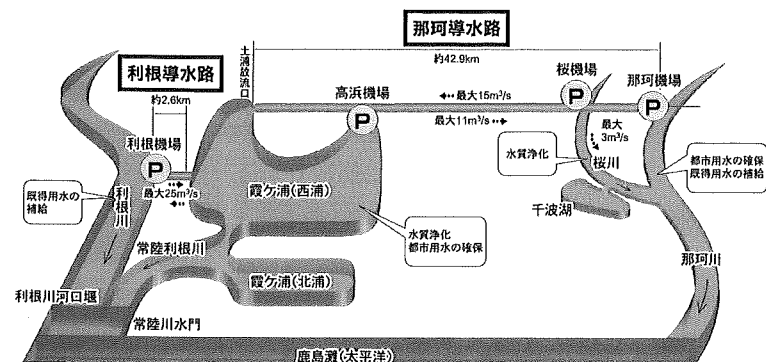 那珂導水路
約42.9km
利根導水路
約2.6km
土浦放流口
高浜機場
桜機場
那珂機場
最大15m³/s
最大11m³/s
P
P
P
最大
3m³/s
利根機場
P
水質浄化
桜川
都市用水の確保
既得用水の補給
最大25m³/s
既得用水の
補給
利根川
霞ケ浦(西浦)
千波湖
水質浄化
都市用水の確保
常陸利根川
那珂川
霞ケ浦(北浦)
利根川河口堰
常陸川水門
鹿島灘(太平洋)